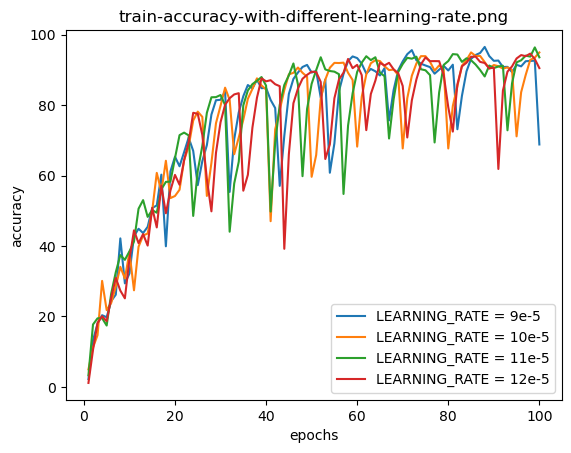 train-accuracy-with-different-learning-rate.png
accuracy
100
80
60
40
20
0
0
20
40
60
80
100
epochs
LEARNING_RATE = 9e-5
LEARNING_RATE = 10e-5
LEARNING_RATE = 11e-5
LEARNING_RATE = 12e-5